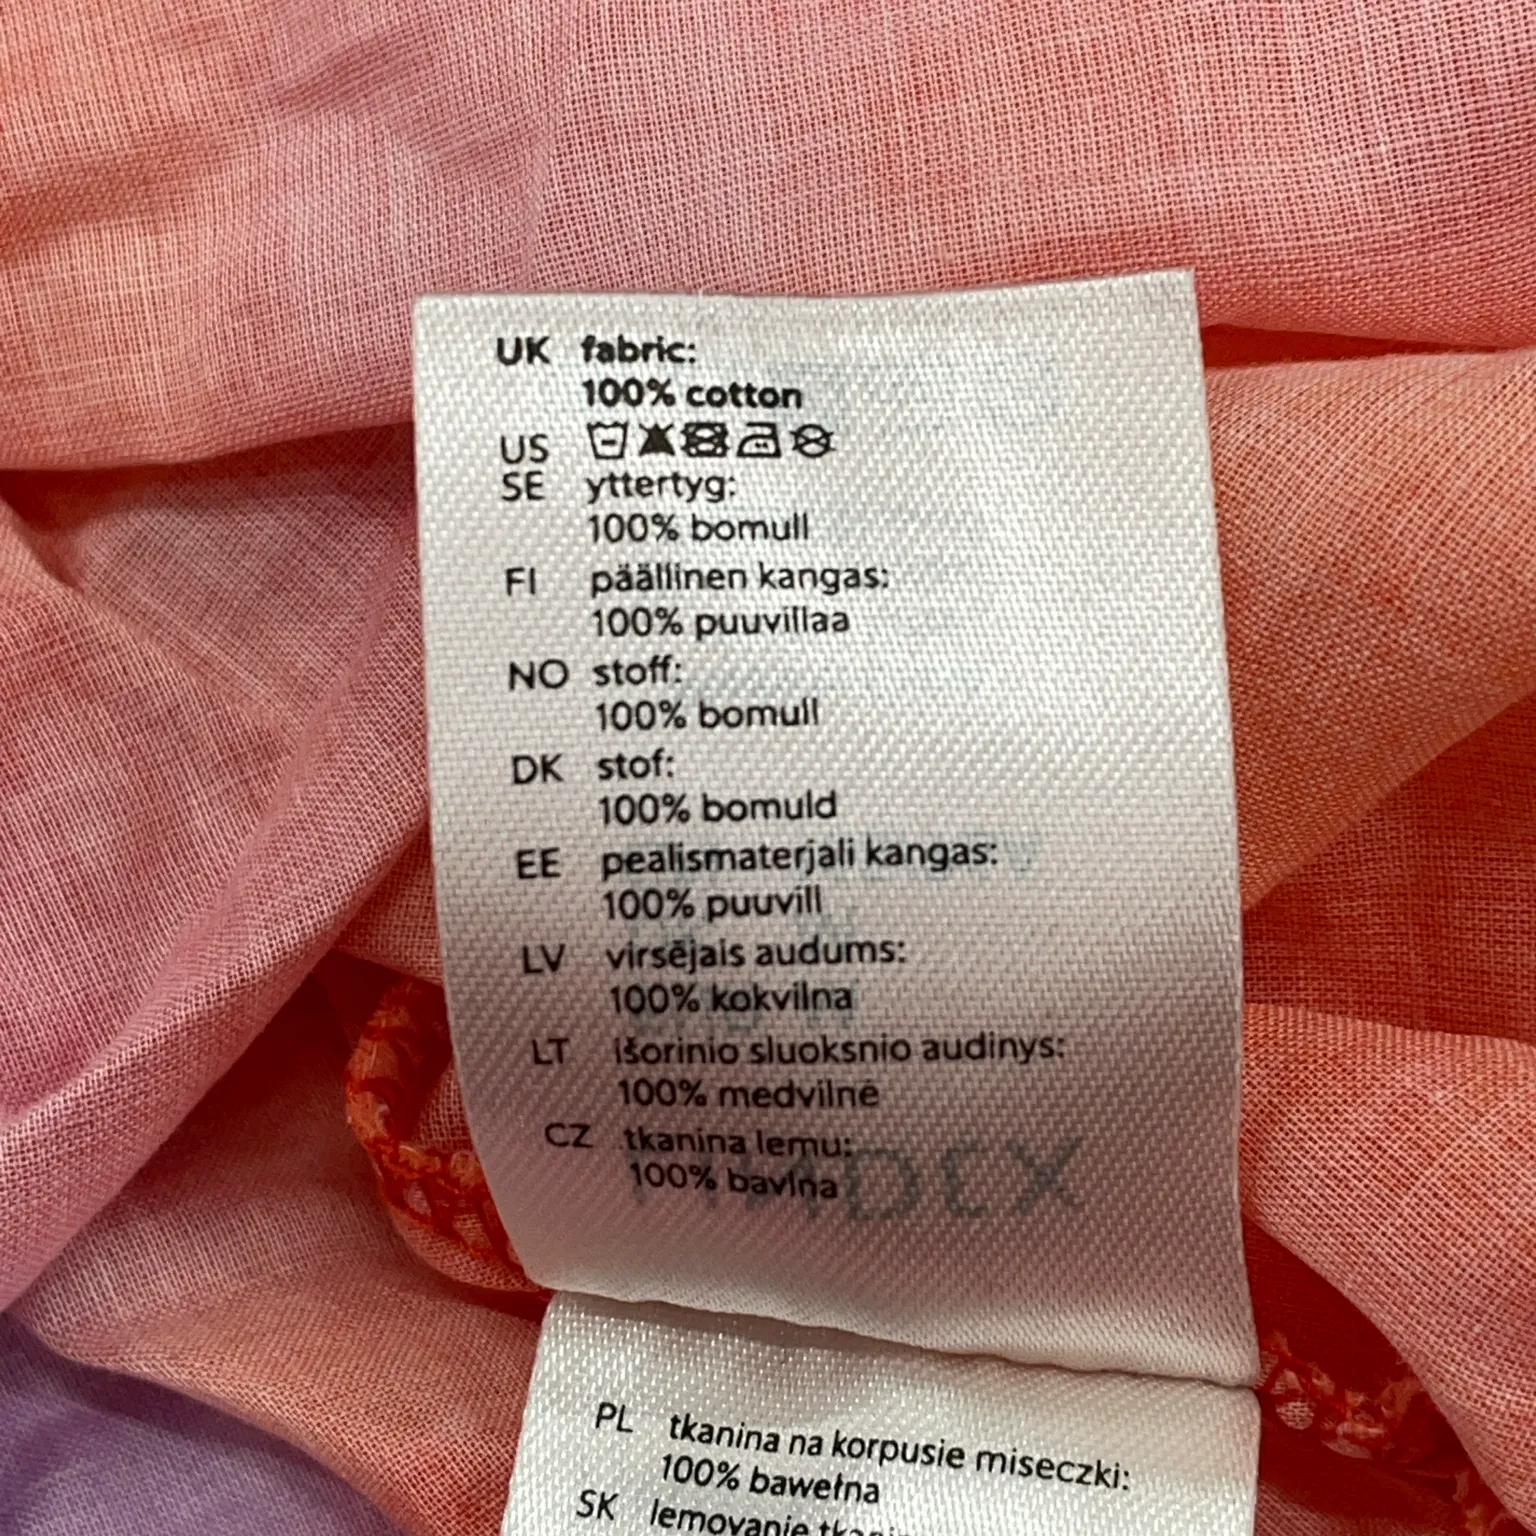 UK fabric:
100% cotton
US
SE yttertyg:
100% bomull
FI päällinen kangas:
100% puuvillaa
NO stoff:
100% bomull
DK stof:
100% bomuld
EE pealismaterjali kangas:
100% puuvill
LV virsējais audums:
100% kokvilna
LT išorinio sluoksnio audinys:
100% medvilnė
CZ tkanina lemu:
100% bavlna
PL tkanina na korpusie miseczki:
100% bawełna
SK lemovanie